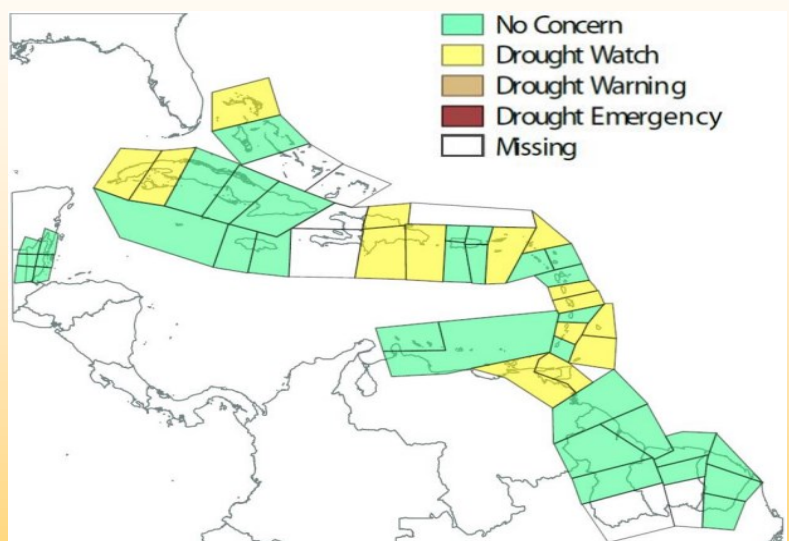 No Concern
Drought Watch
Drought Warning
Drought Emergency
Missing